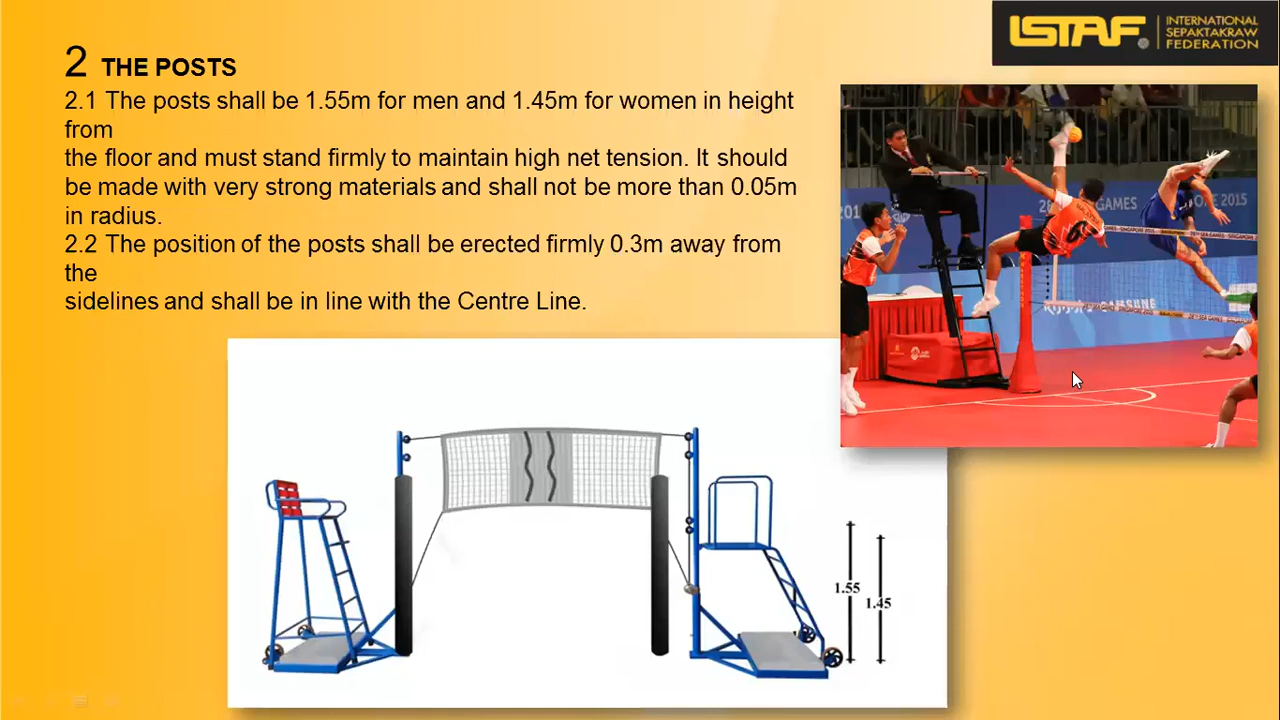 ISTAF
INTERNATIONAL
SEPAKTAKRAW
FEDERATION
2 THE POSTS
2.1 The posts shall be 1.55m for men and 1.45m for women in height
from
the floor and must stand firmly to maintain high net tension. It should
be made with very strong materials and shall not be more than 0.05m
in radius.
2.2 The position of the posts shall be erected firmly 0.3m away from
the
sidelines and shall be in line with the Centre Line.
GAMES
2015
SAMSUNG
6
1.55
1.45